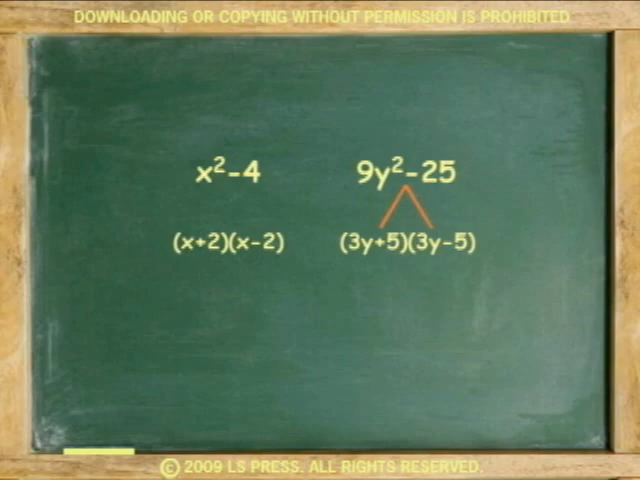 DOWNLOADING OR COPYING WITHOUT PERMISSION IS PROHIBITED
x²-4 9y²-25
(x+2)(x-2) (3y+5)(3y-5)
© 2009 LS PRESS. ALL RIGHTS RESERVED.